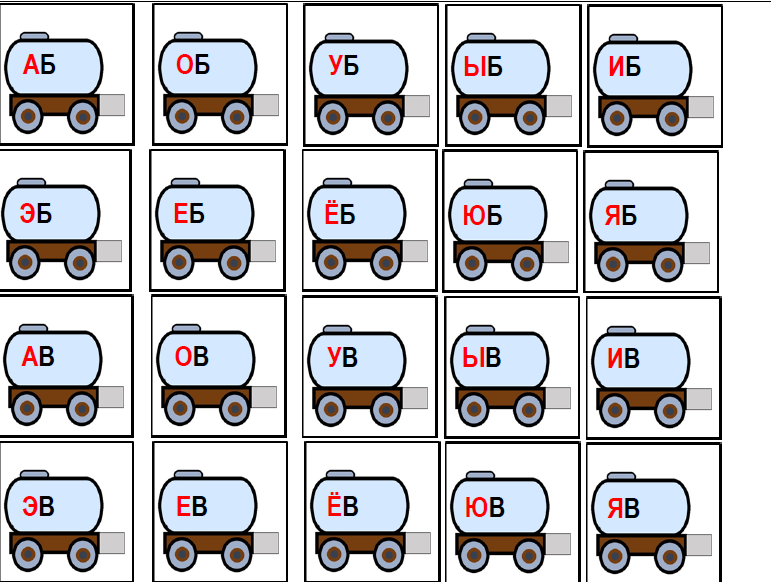 АБ ОБ УБ ЫБ ИБ
ЭБ ЕБ ЁБ ЮБ ЯБ
АВ ОВ УВ ЫВ ИВ
ЭВ ЕВ ЁВ ЮВ ЯВ